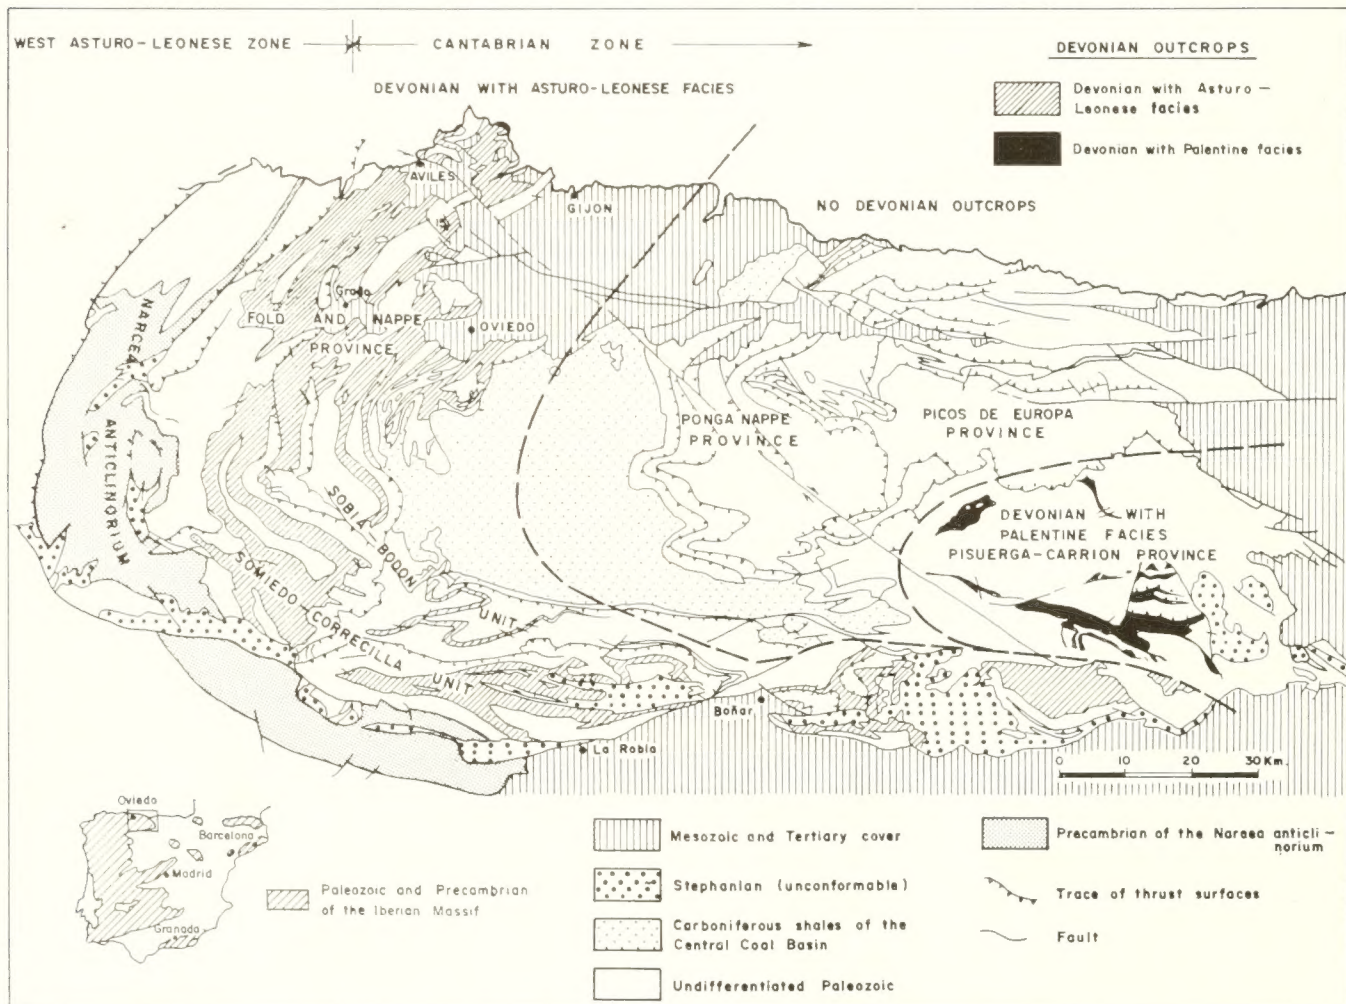 WEST ASTURO-LEONESE ZONE
CANTABRIAN ZONE
DEVONIAN WITH ASTURO-LEONESE FACIES
DEVONIAN OUTCROPS
Devonian with Asturo-
Leonese facies
Devonian with Palentine facies
NO DEVONIAN OUTCROPS
AVILES
GIJON
Grado
FOLD AND NAPPE
PROVINCE
OVIEDO
NARCEA
ANTICLINORIUM
PONGA NAPPE
PROVINCE
PICOS DE EUROPA
PROVINCE
SOBIA-BODON
UNIT
SOMIEDO-CORRECILLA
UNIT
DEVONIAN WITH
PALENTINE FACIES
PISUERGA-CARRION PROVINCE
Boñar
La Robla
0 10 20 30 Km.
Oviedo
Barcelona
Madrid
Granada
Paleozoic and Precambrian
of the Iberian Massif
Mesozoic and Tertiary cover
Stephanian (unconformable)
Carboniferous shales of the
Central Coal Basin
Undifferentiated Paleozoic
Precambrian of the Narcea anticli-
norium
Trace of thrust surfaces
Fault